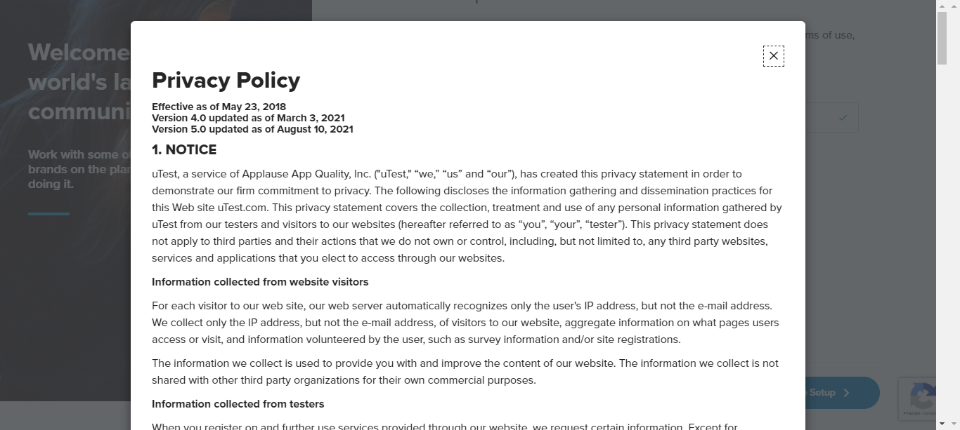 Welcome
world's la
communi
Work with some o
brands on the plan
doing it.
ms of use,
Privacy Policy
Effective as of May 23, 2018
Version 4.0 updated as of March 3, 2021
Version 5.0 updated as of August 10, 2021
1. NOTICE
uTest, a service of Applause App Quality, Inc. ("uTest," “we,” “us” and “our”), has created this privacy statement in order to
demonstrate our firm commitment to privacy. The following discloses the information gathering and dissemination practices for
this Web site uTest.com. This privacy statement covers the collection, treatment and use of any personal information gathered by
uTest from our testers and visitors to our websites (hereafter referred to as “you”, “your”, “tester”). This privacy statement does
not apply to third parties and their actions that we do not own or control, including, but not limited to, any third party websites,
services and applications that you elect to access through our websites.
Information collected from website visitors
For each visitor to our web site, our web server automatically recognizes only the user's IP address, but not the e-mail address.
We collect only the IP address, but not the e-mail address, of visitors to our website, aggregate information on what pages users
access or visit, and information volunteered by the user, such as survey information and/or site registrations.
The information we collect is used to provide you with and improve the content of our website. The information we collect is not
shared with other third party organizations for their own commercial purposes.
Information collected from testers
When you register on and further use services provided through our website, we request certain information. Except for
Setup